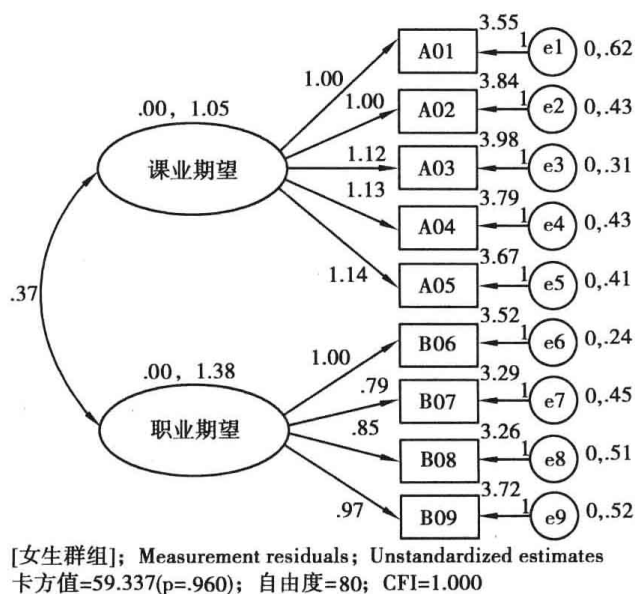 3.55
A01
1
e1
0,.62
1.00
3.84
A02
1
e2
0,.43
1.00
.00, 1.05
3.98
A03
1
e3
0,.31
1.12
课业期望
3.79
A04
1
e4
0,.43
1.13
3.67
A05
1
e5
0,.41
1.14
.37
3.52
B06
1
e6
0,.24
1.00
.00, 1.38
3.29
B07
1
e7
0,.45
.79
职业期望
3.26
B08
1
e8
0,.51
.85
3.72
B09
1
e9
0,.52
.97
[女生群组]; Measurement residuals; Unstandardized estimates
卡方值=59.337(p=.960); 自由度=80; CFI=1.000